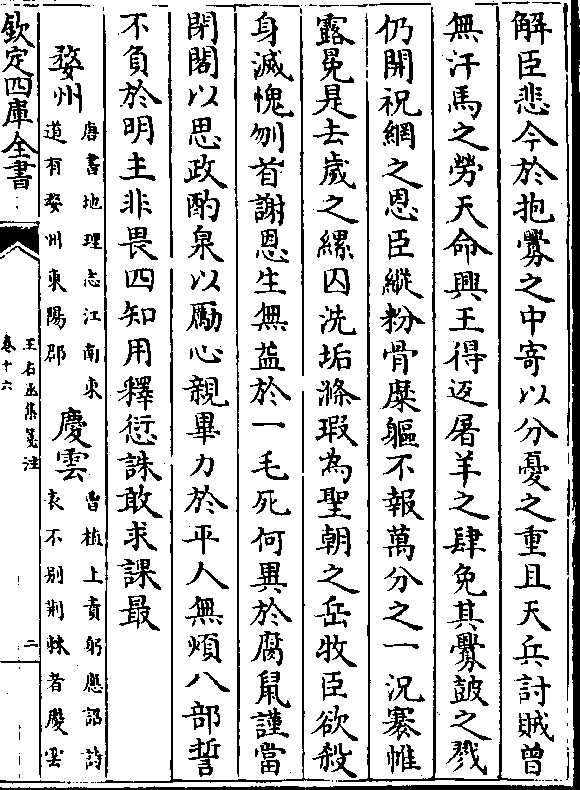 解臣悲今於抱釁之中寄以分憂之重且天兵討賊曾
無汗馬之勞天命興王得返屠羊之肆免其釁鼓之戮
仍開祝網之恩臣縱粉骨糜軀不報萬分之一況褰帷
露冕是去歲之縲囚洗垢滌瑕為聖朝之岳牧臣欲殺
身滅愧刎首謝恩生無益於一毛死何異於腐鼠謹當
閉閤以思政酌泉以勵心親畢力於平人無煩八部誓
不負於明主非畏四知用釋愆誅敢求課最
婺州
唐書地理志江南東
道有婺州東陽郡
慶雲
曹植上責躬應詔詩
表不别荆棘者慶雲
欽定四庫全書
王右丞集箋注
卷十六
二